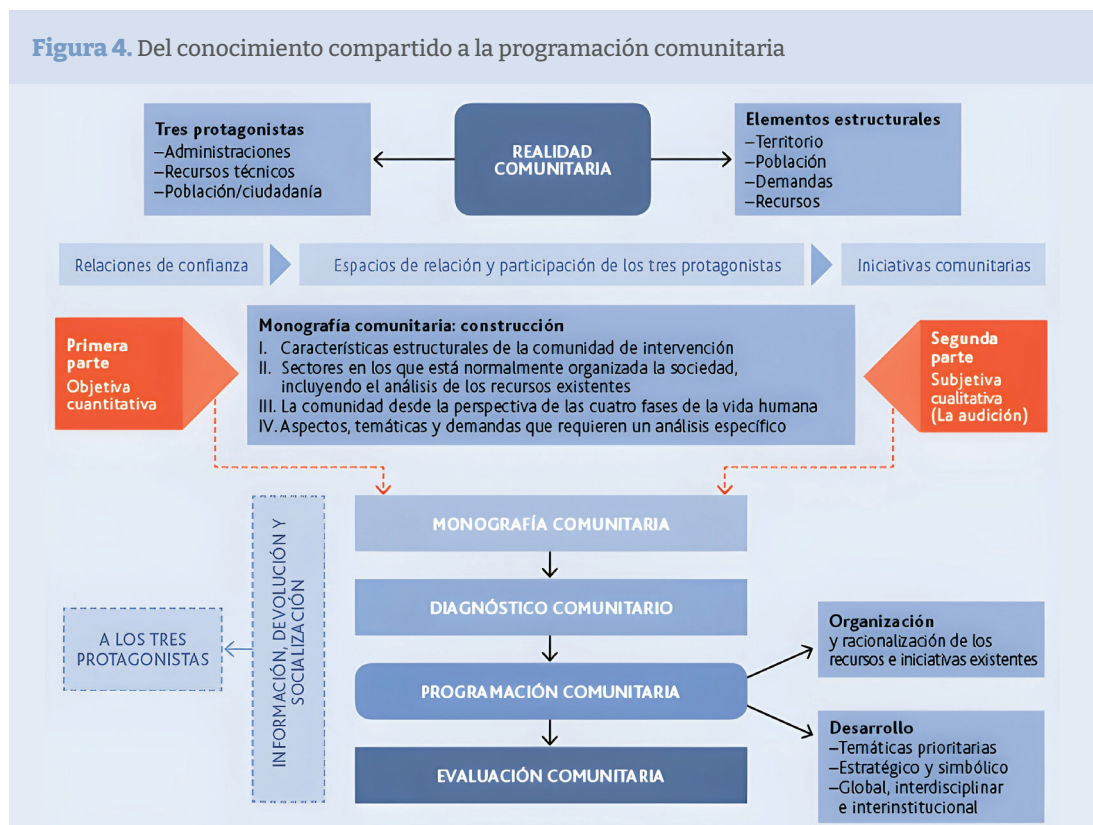 Figura 4. Del conocimiento compartido a la programación comunitaria
Tres protagonistas
–Administraciones
–Recursos técnicos
–Población/ciudadanía
REALIDAD
COMUNITARIA
Elementos estructurales
–Territorio
–Población
–Demandas
–Recursos
Relaciones de confianza
Espacios de relación y participación de los tres protagonistas
Iniciativas comunitarias
Primera
parte
Objetiva
cuantitativa
Monografía comunitaria: construcción
I. Características estructurales de la comunidad de intervención
II. Sectores en los que está normalmente organizada la sociedad,
incluyendo el análisis de los recursos existentes
III. La comunidad desde la perspectiva de las cuatro fases de la vida humana
IV. Aspectos, temáticas y demandas que requieren un análisis específico
Segunda
parte
Subjetiva
cualitativa
(La audición)
MONOGRAFÍA COMUNITARIA
DIAGNÓSTICO COMUNITARIO
PROGRAMACIÓN COMUNITARIA
EVALUACIÓN COMUNITARIA
INFORMACIÓN, DEVOLUCIÓN Y
SOCIALIZACIÓN
A LOS TRES
PROTAGONISTAS
Organización
y racionalización de los
recursos e iniciativas existentes
Desarrollo
–Temáticas prioritarias
–Estratégico y simbólico
–Global, interdisciplinar
e interinstitucional